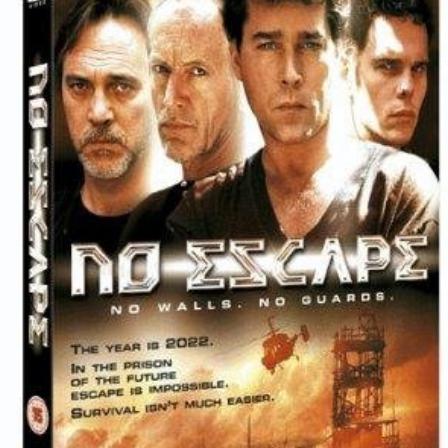 NO ESCAPE
NO ESCAPE
NO WALLS. NO GUARDS.
THE YEAR IS 2022.
IN THE PRISON
OF THE FUTURE
ESCAPE IS IMPOSSIBLE.
SURVIVAL ISN'T MUCH EASIER.
15